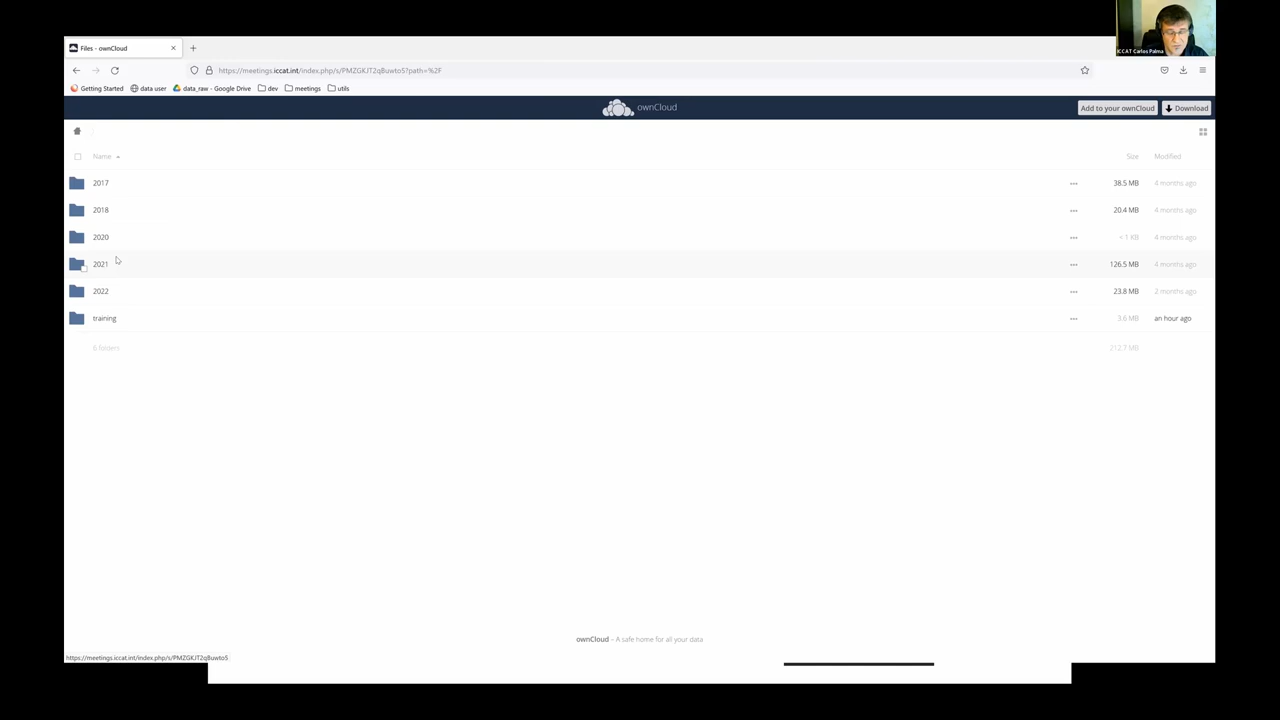 ICCAT Carlos Palma
Files - ownCloud
https://meetings.iccat.int/index.php/s/PMZGKJT2qBuwto5?path=%2F
Getting Started data user data_raw - Google Drive dev meetings utils
ownCloud Add to your ownCloud Download
Name Size Modified
2017 38.5 MB 4 months ago
2018 20.4 MB 4 months ago
2020 < 1 KB 4 months ago
2021 126.5 MB 4 months ago
2022 23.8 MB 2 months ago
training 3.6 MB an hour ago
6 folders 212.7 MB
ownCloud – A safe home for all your data
https://meetings.iccat.int/index.php/s/PMZGKJT2qBuwto5